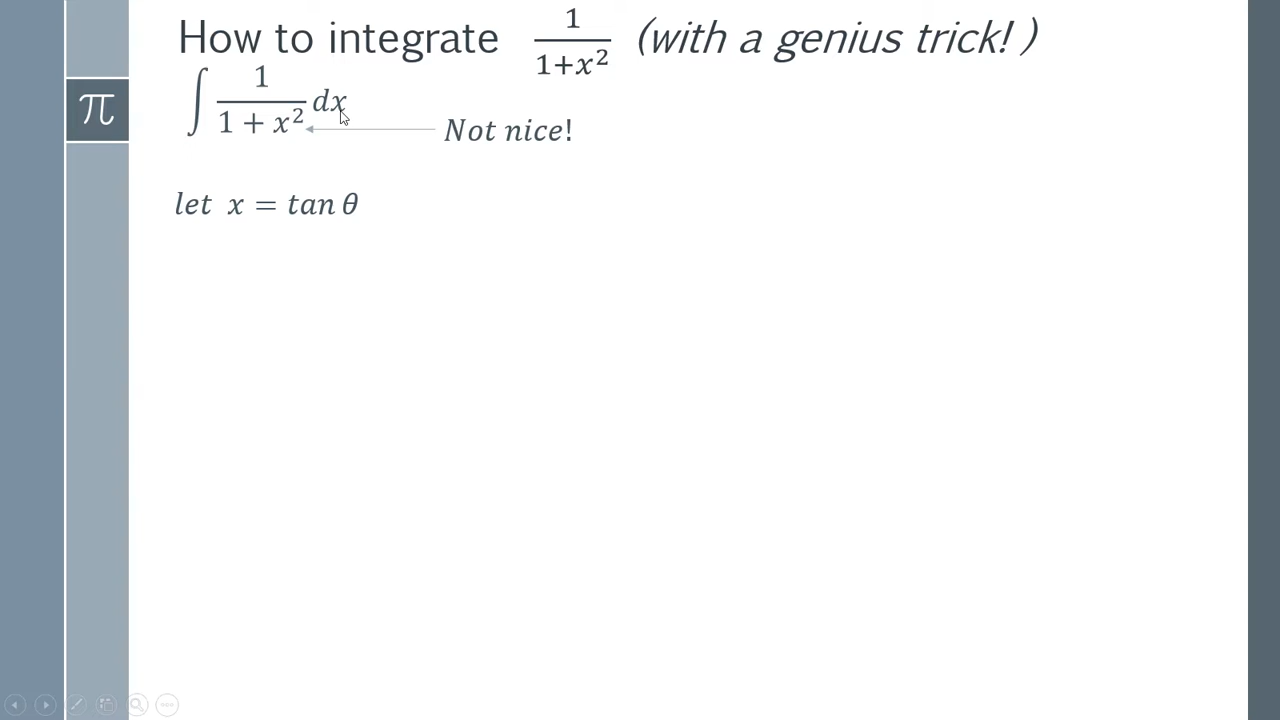 How to integrate 1/(1+x²) (with a genius trick!)
π
∫ 1/(1 + x²) dx
Not nice!
let x = tan θ